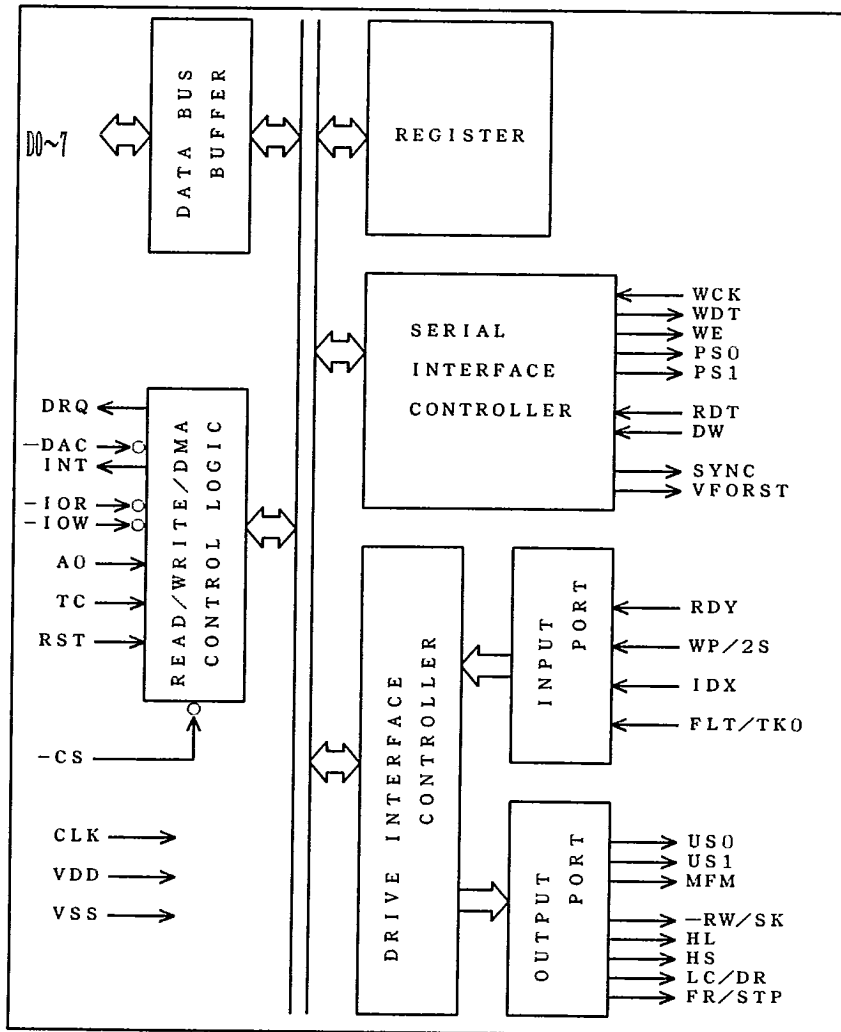 D0~7
DATA BUS
BUFFER
REGISTER
SERIAL
INTERFACE
CONTROLLER
WCK
WDT
WE
PS0
PS1
RDT
DW
SYNC
VFORST
DRQ
-DAC
INT
-IOR
-IOW
A0
TC
RST
READ/WRITE/DMA
CONTROL LOGIC
-CS
CLK
VDD
VSS
DRIVE INTERFACE
CONTROLLER
INPUT
PORT
RDY
WP/2S
IDX
FLT/TK0
OUTPUT
PORT
US0
US1
MFM
-RW/SK
HL
HS
LC/DR
FR/STP